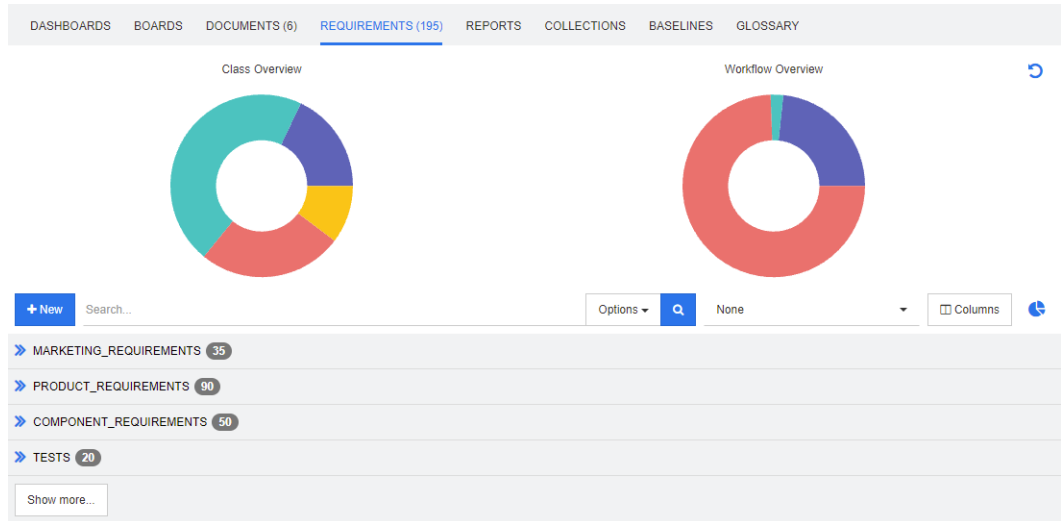 DASHBOARDS BOARDS DOCUMENTS (6) REQUIREMENTS (195) REPORTS COLLECTIONS BASELINES GLOSSARY
Class Overview Workflow Overview
New Search... Options None Columns
MARKETING_REQUIREMENTS 35
PRODUCT_REQUIREMENTS 90
COMPONENT_REQUIREMENTS 50
TESTS 20
Show more...